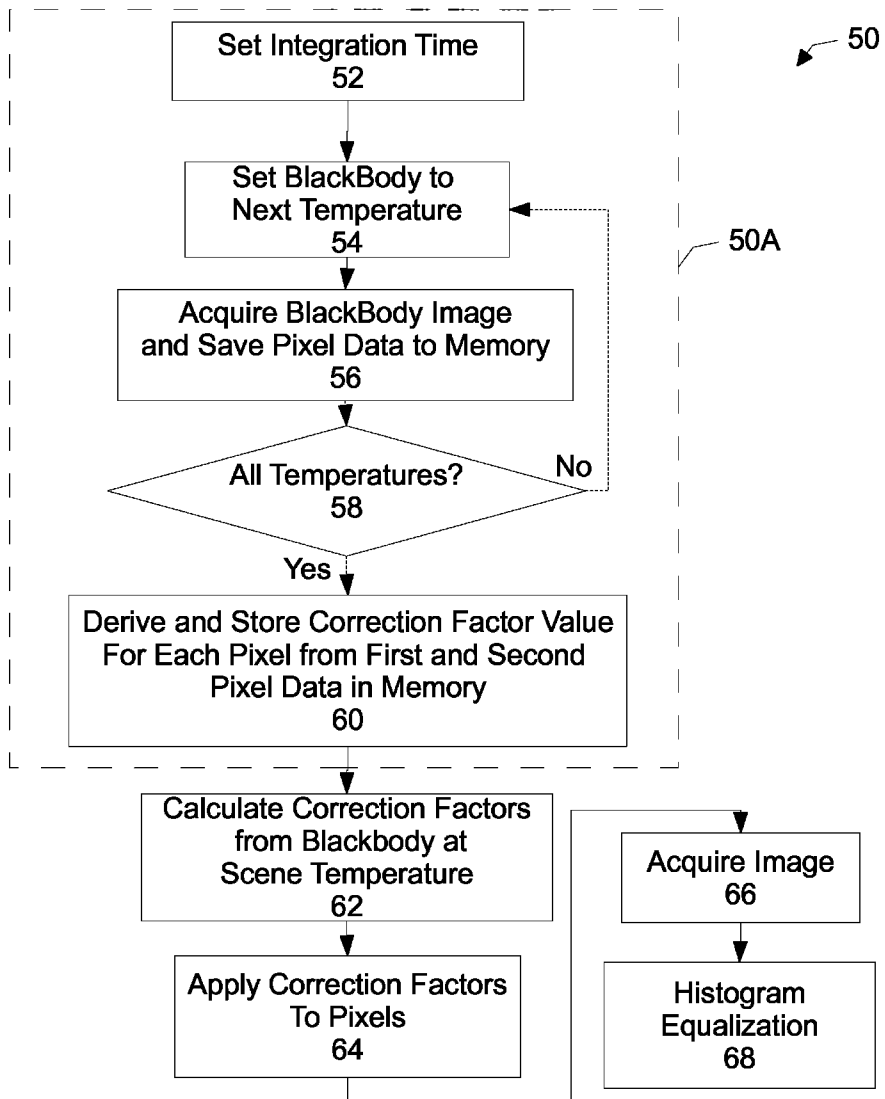 50
Set Integration Time
52
Set BlackBody to
Next Temperature
54
50A
Acquire BlackBody Image
and Save Pixel Data to Memory
56
All Temperatures?
58
No
Yes
Derive and Store Correction Factor Value
For Each Pixel from First and Second
Pixel Data in Memory
60
Calculate Correction Factors
from Blackbody at
Scene Temperature
62
Apply Correction Factors
To Pixels
64
Acquire Image
66
Histogram
Equalization
68